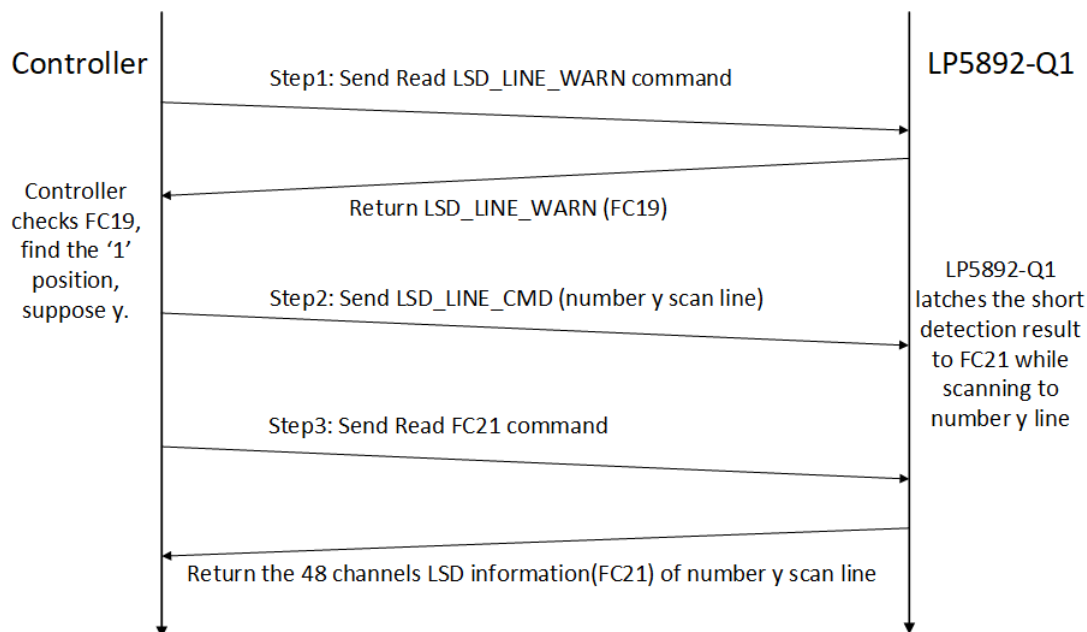 Controller
LP5892-Q1
Step1: Send Read LSD_LINE_WARN command
Return LSD_LINE_WARN (FC19)
Controller
checks FC19,
find the ‘1’
position,
suppose y.
Step2: Send LSD_LINE_CMD (number y scan line)
LP5892-Q1
latches the short
detection result
to FC21 while
scanning to
number y line
Step3: Send Read FC21 command
Return the 48 channels LSD information(FC21) of number y scan line